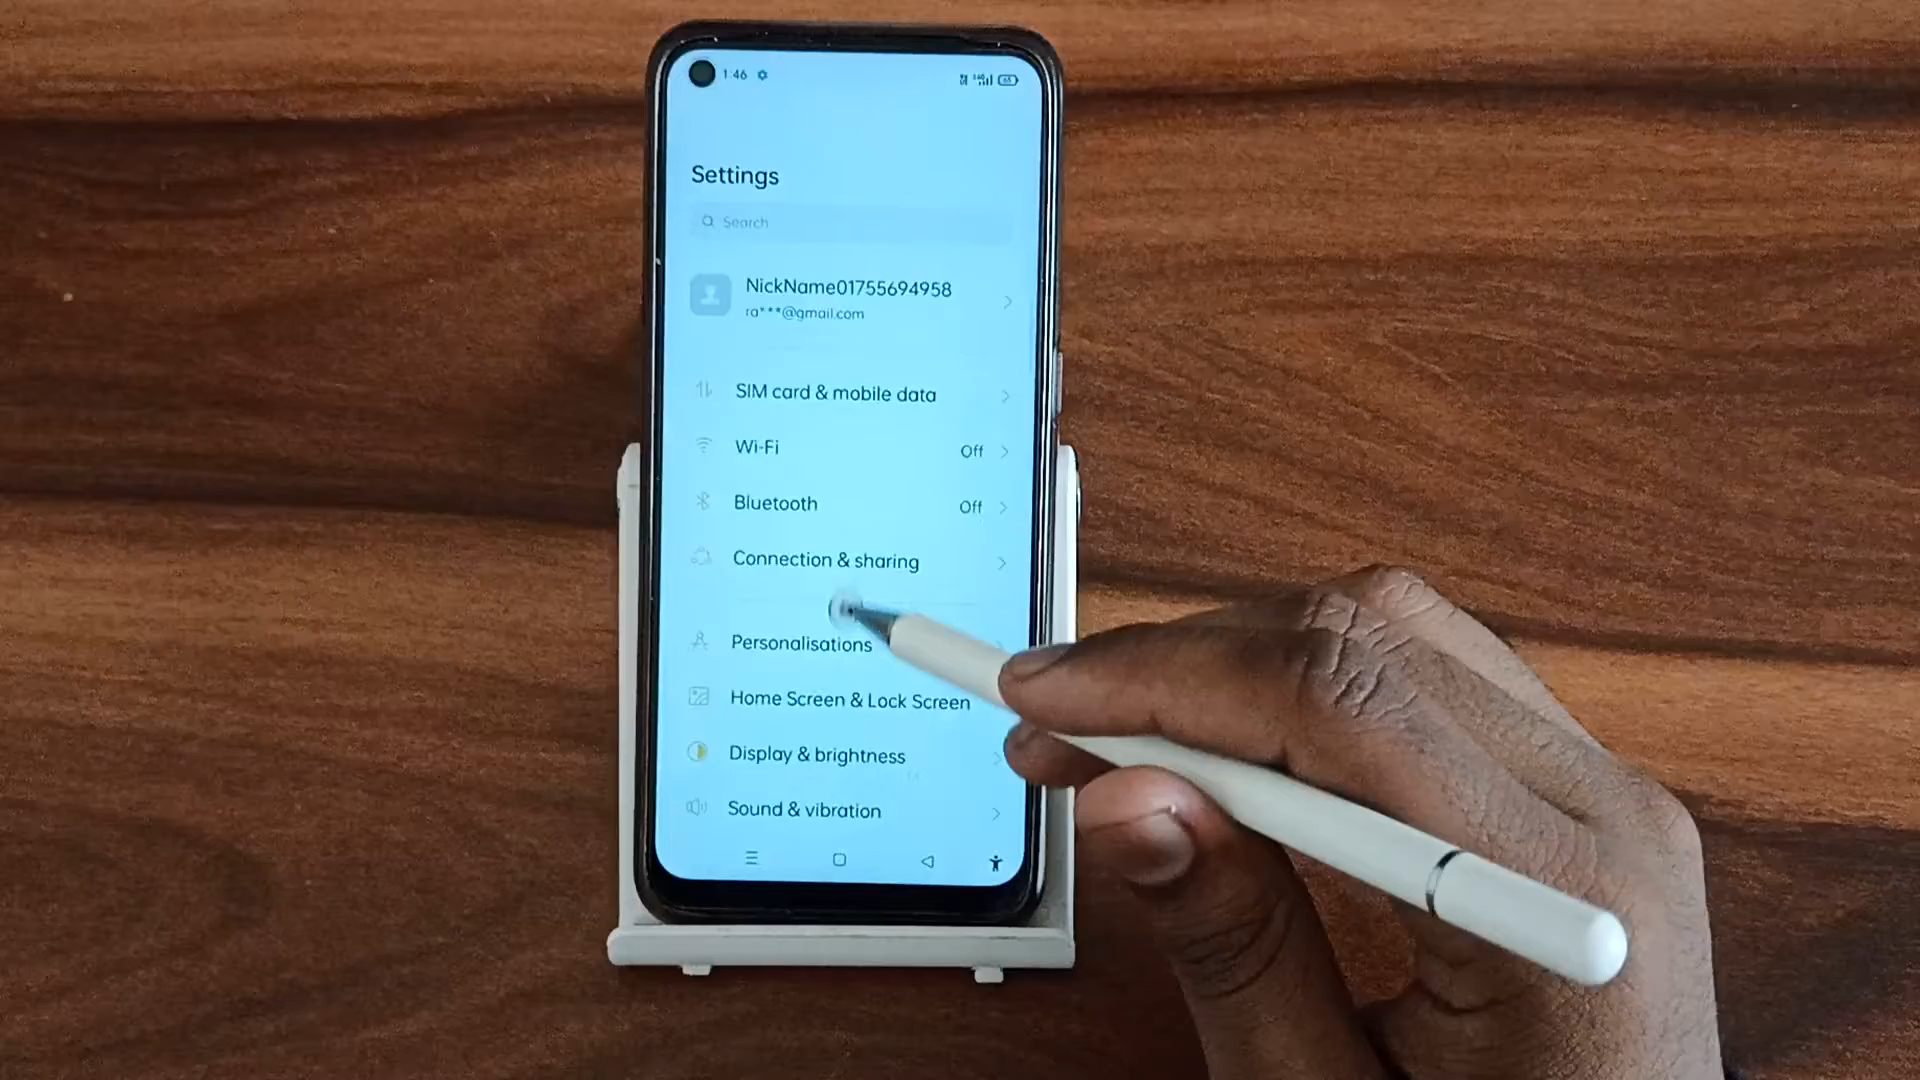 1:46
Settings
Search
NickName01755694958
ra***@gmail.com
SIM card & mobile data
Wi-Fi Off
Bluetooth Off
Connection & sharing
Personalisations
Home Screen & Lock Screen
Display & brightness
Sound & vibration